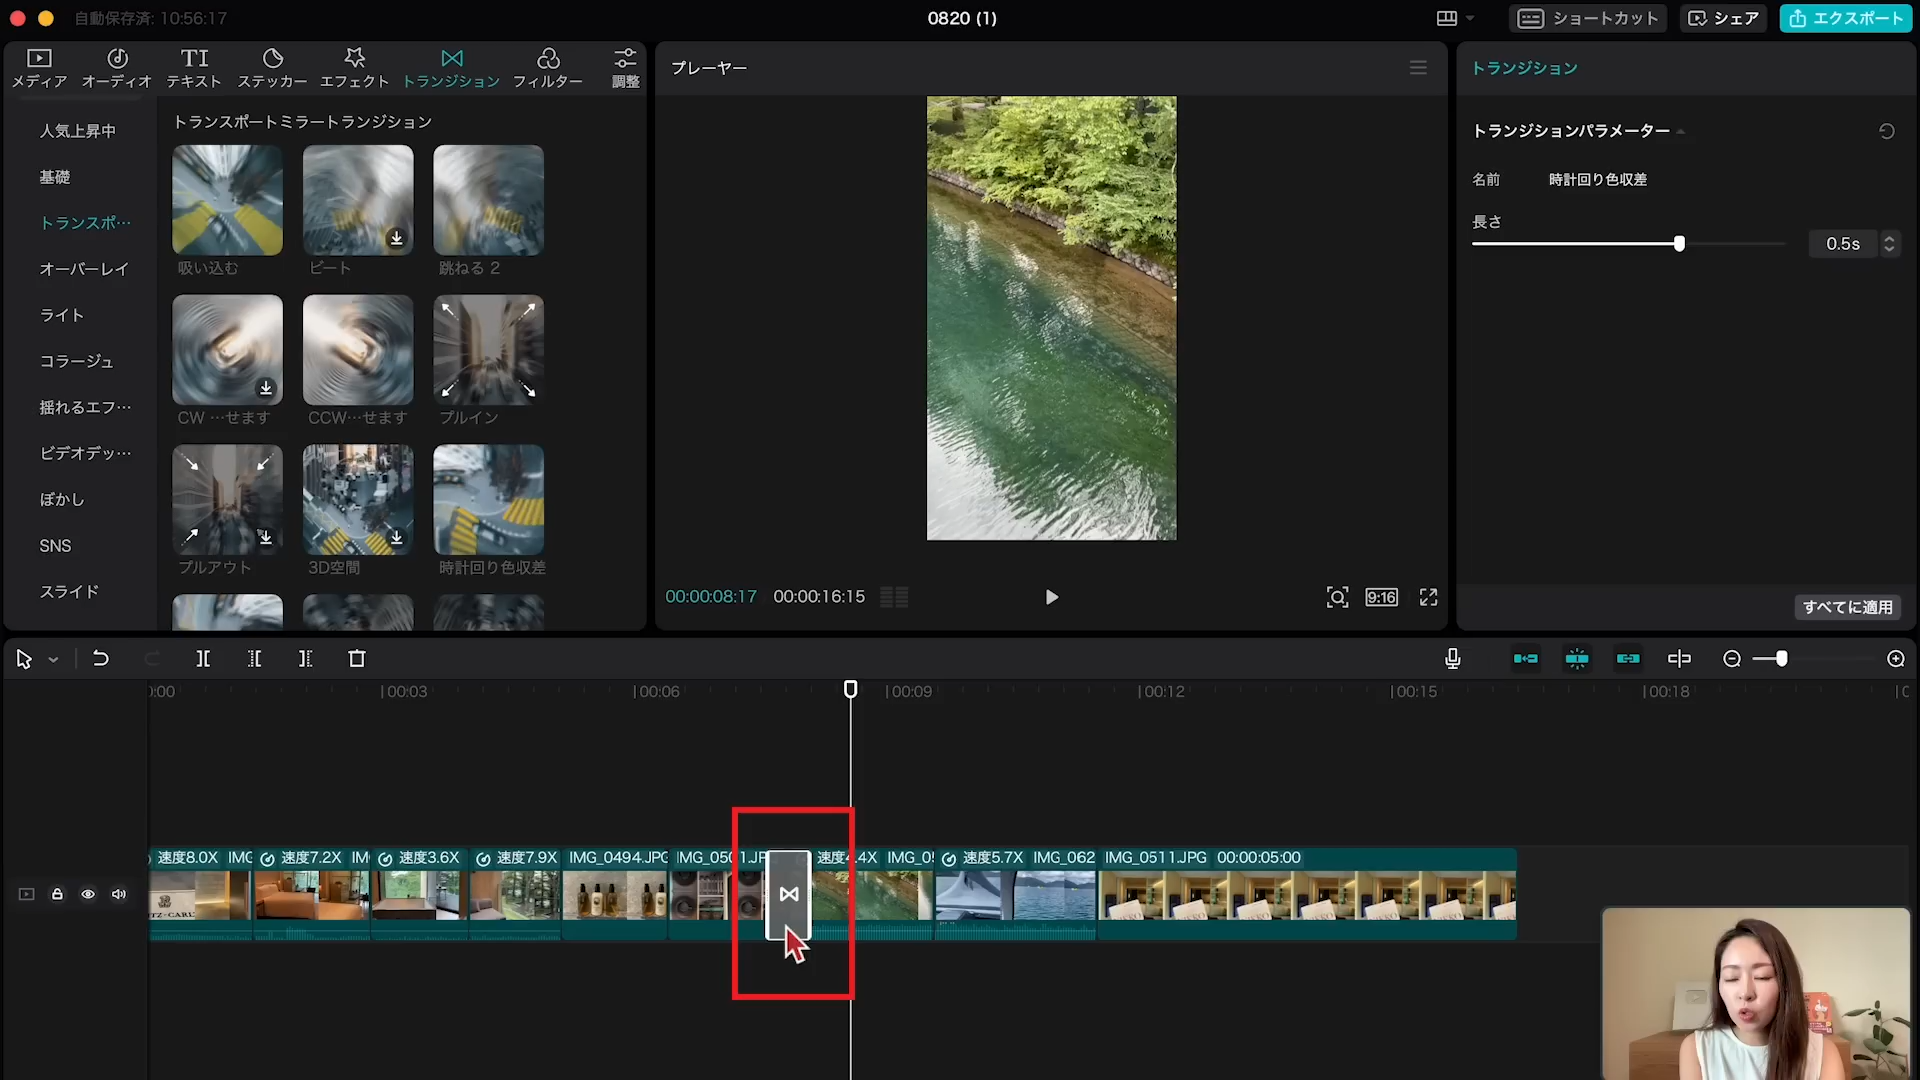 自動保存済: 10:56:17
0820 (1)
ショートカット
シェア
エクスポート
メディア
オーディオ
TI
テキスト
ステッカー
エフェクト
トランジション
フィルター
調整
プレーヤー
トランジション
人気上昇中
基礎
トランスポ…
オーバーレイ
ライト
コラージュ
揺れるエフ…
ビデオデッ…
ぼかし
SNS
スライド
トランスポートミラートランジション
吸い込む
ビート
跳ねる 2
CW …せます
CCW…せます
プルイン
プルアウト
3D空間
時計回り色収差
トランジションパラメーター
名前
時計回り色収差
長さ
0.5s
すべてに適用
00:00:08:17
00:00:16:15
9:16
:00
00:03
00:06
00:09
00:12
00:15
00:18
速度8.0X IMG
速度7.2X IM
速度3.6X
速度7.9X
IMG_0494.JPG
IMG_0501.JP
速度4.4X IMG_0
速度5.7X IMG_062
IMG_0511.JPG 00:00:05:00
TZ-CARL